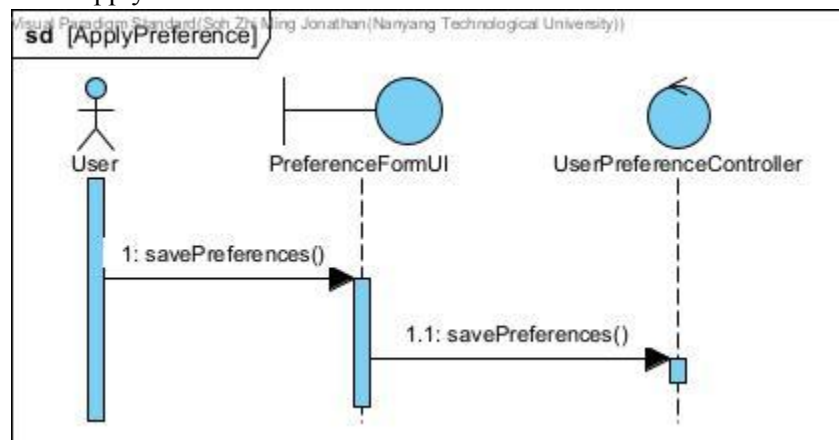 Visual Paradigm Standard(Soh Zhi Ming Jonathan(Nanyang Technological University))
sd [ApplyPreference]
User
PreferenceFormUI
UserPreferenceController
1: savePreferences()
1.1: savePreferences()